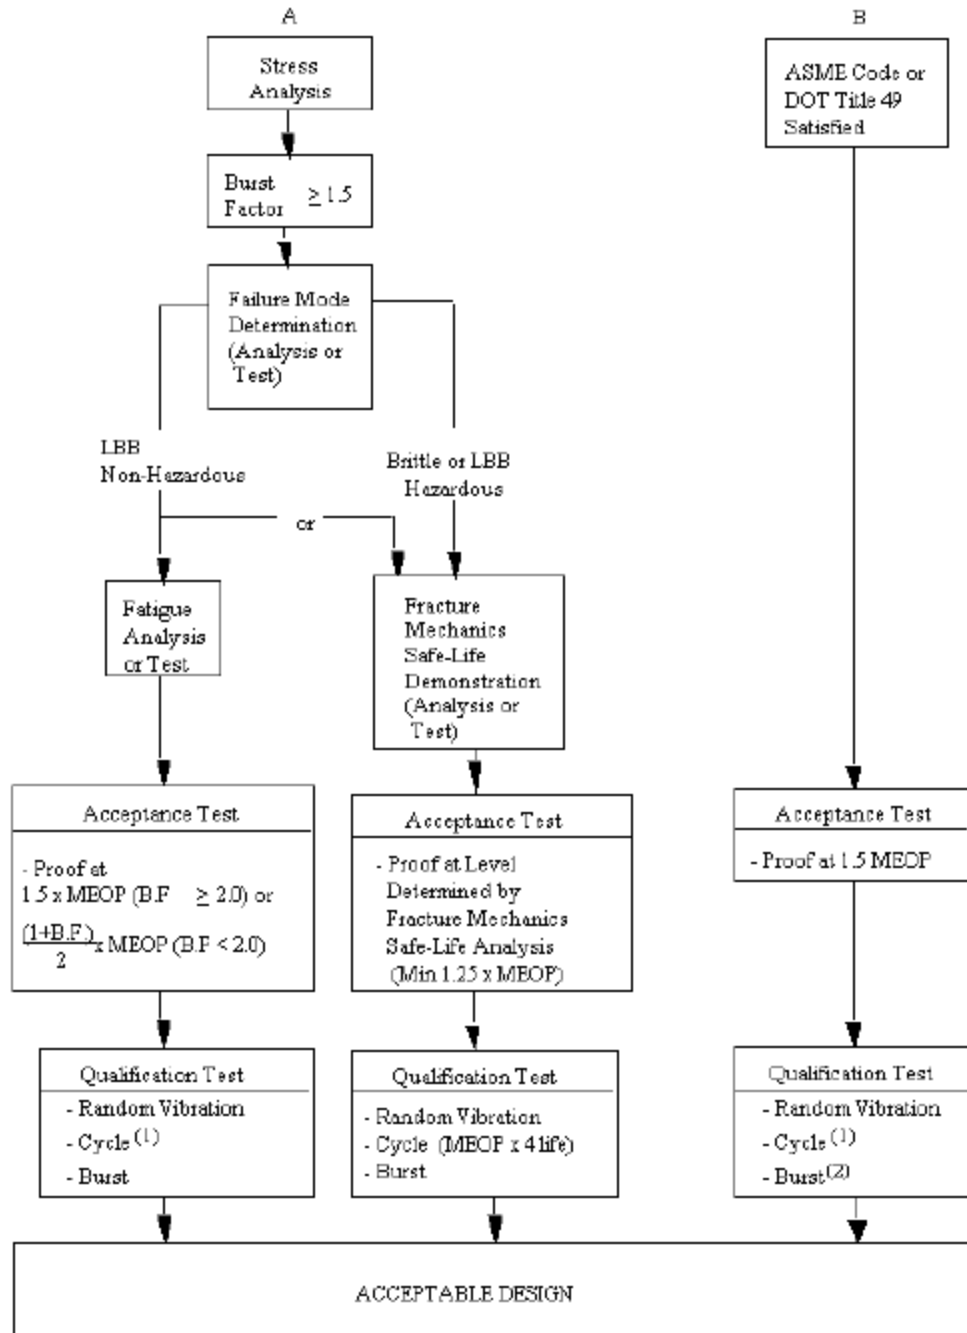 A
Stress
Analysis
Burst
Factor ≥ 1.5
Failure Mode
Determination
(Analysis or
Test)
LBB
Non-Hazardous
Brittle or LBB
Hazardous
or
Fatigue
Analysis
or Test
Fracture
Mechanics
Safe-Life
Demonstration
(Analysis or
Test)
Acceptance Test
- Proof at
1.5 x MEOP (B.F ≥ 2.0) or
(1+B.F.)/2 x MEOP (B.F < 2.0)
Acceptance Test
- Proof at Level
Determined by
Fracture Mechanics
Safe-Life Analysis
(Min 1.25 x MEOP)
Qualification Test
- Random Vibration
- Cycle (1)
- Burst
Qualification Test
- Random Vibration
- Cycle (MEOP x 4 life)
- Burst
B
ASME Code or
DOT Title 49
Satisfied
Acceptance Test
- Proof at 1.5 MEOP
Qualification Test
- Random Vibration
- Cycle (1)
- Burst (2)
ACCEPTABLE DESIGN